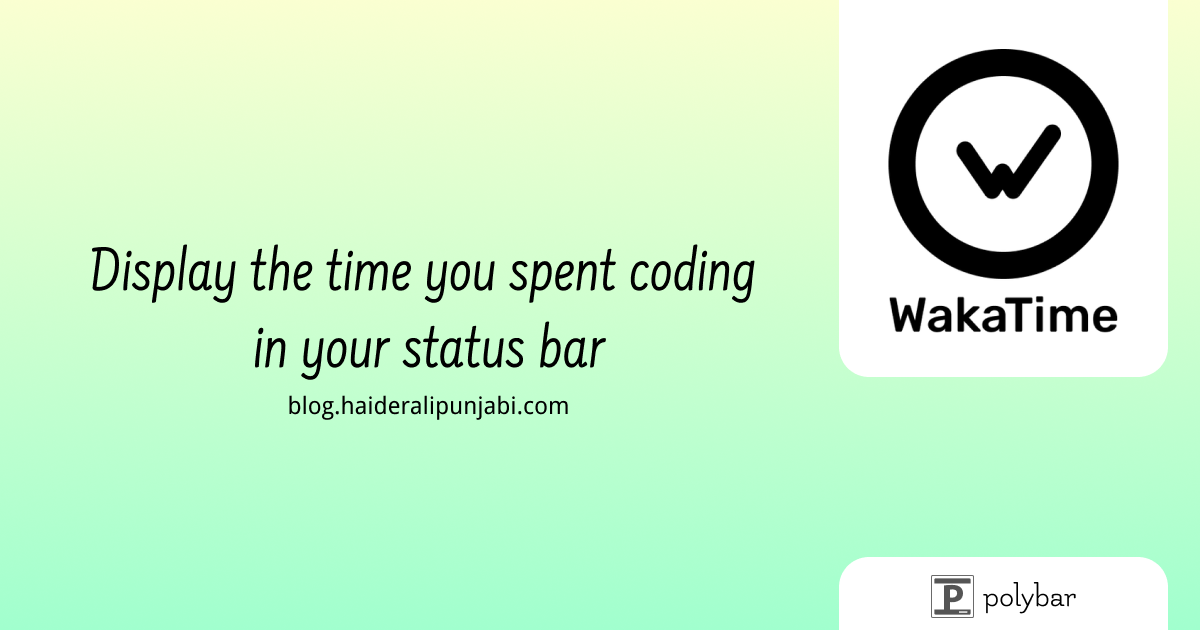 Display the time you spent coding
in your status bar
blog.haideralipunjabi.com
W
WakaTime
P polybar